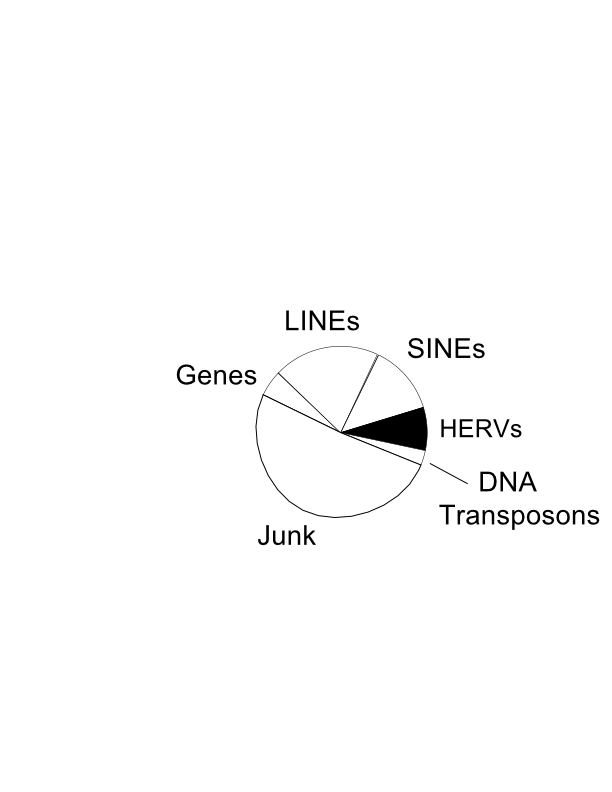 LINEs
SINEs
Genes
HERVs
DNA
Transposons
Junk